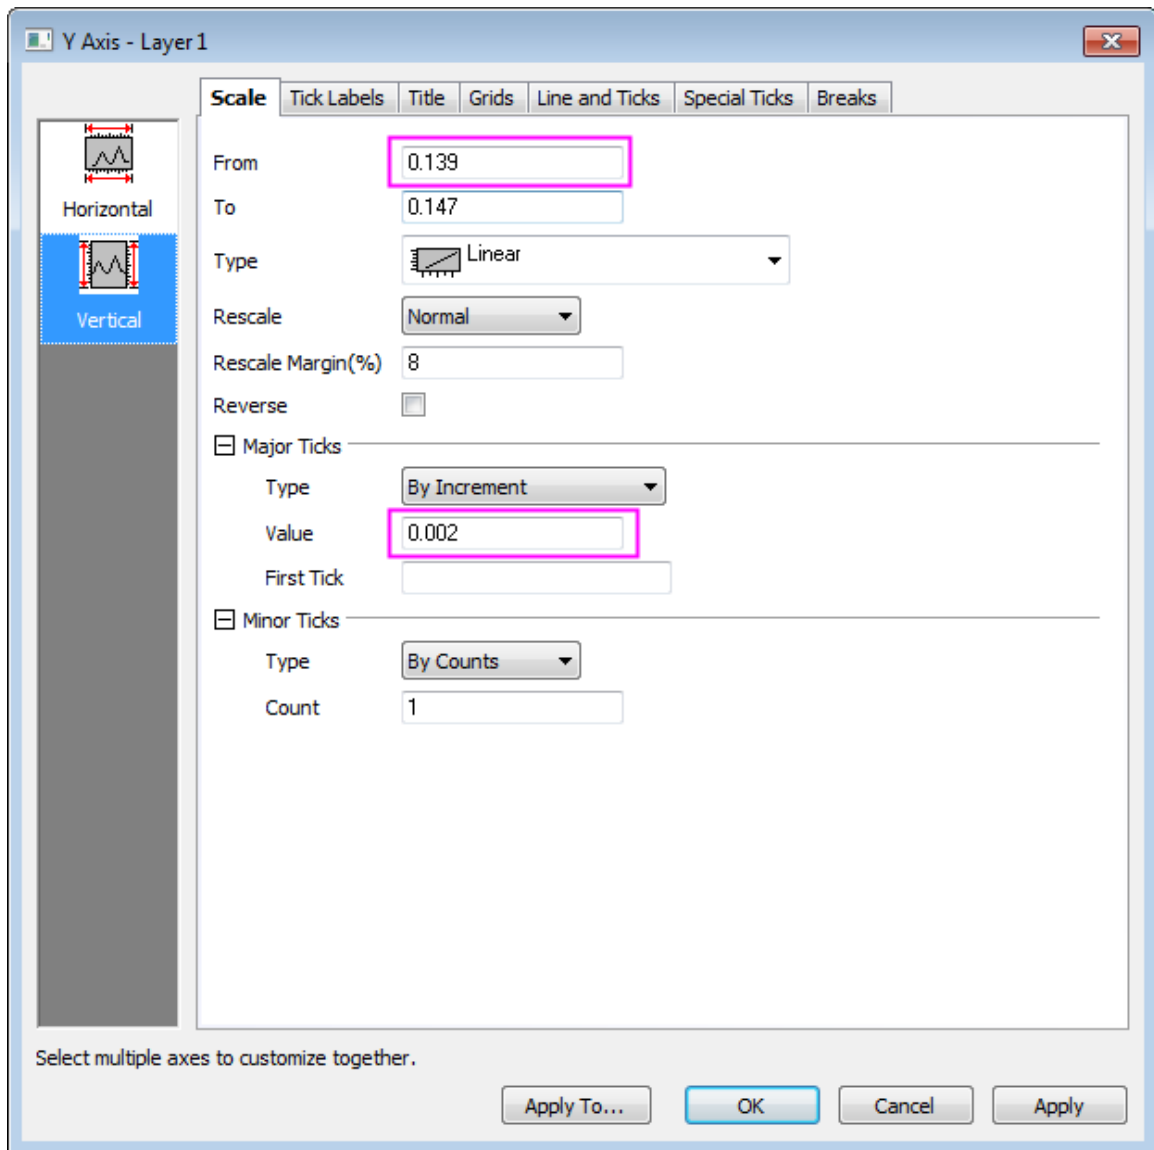 Y Axis - Layer 1
Scale Tick Labels Title Grids Line and Ticks Special Ticks Breaks
Horizontal
Vertical
From 0.139
To 0.147
Type Linear
Rescale Normal
Rescale Margin(%) 8
Reverse
Major Ticks
Type By Increment
Value 0.002
First Tick
Minor Ticks
Type By Counts
Count 1
Select multiple axes to customize together.
Apply To... OK Cancel Apply